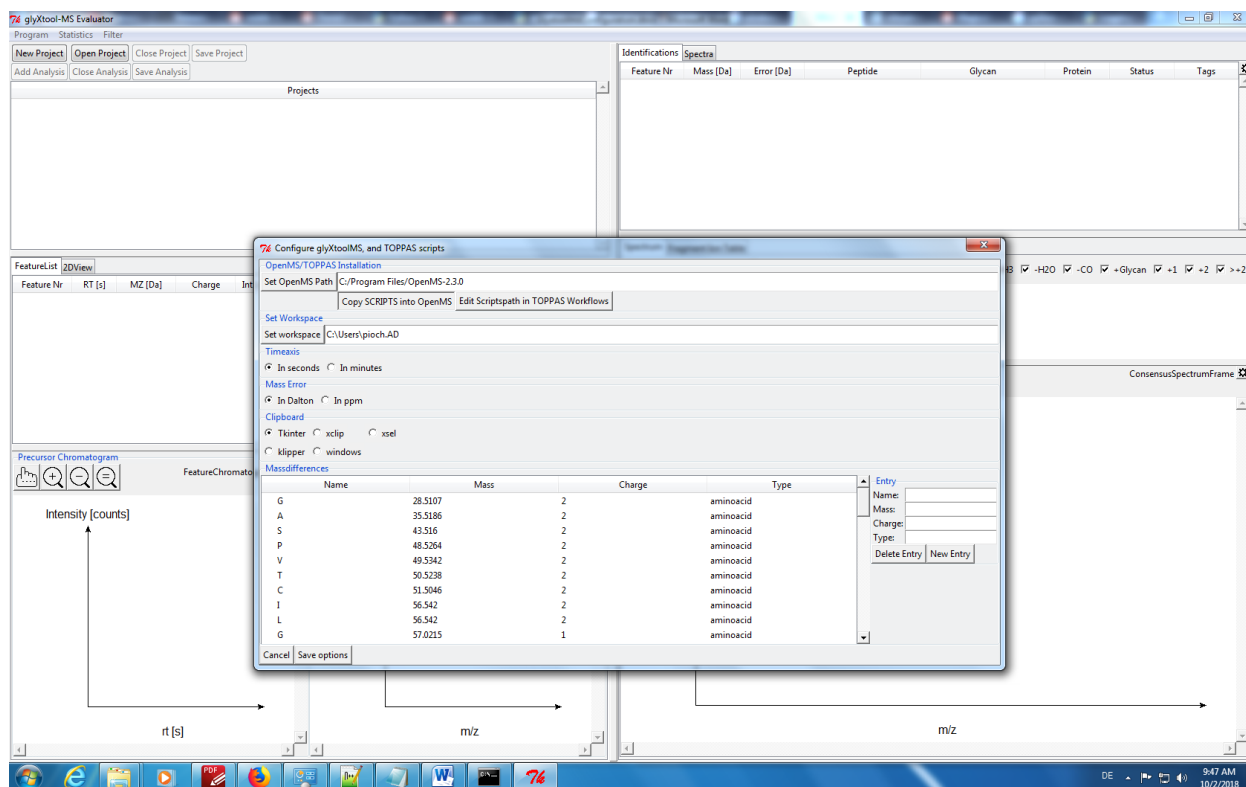 glyXtool-MS Evaluator
Program Statistics Filter
New Project Open Project Close Project Save Project
Add Analysis Close Analysis Save Analysis
Projects
Identifications Spectra
Feature Nr Mass [Da] Error [Da] Peptide Glycan Protein Status Tags
FeatureList 2DView
Feature Nr RT [s] MZ [Da] Charge Int
-H2O -CO +Glycan +1 +2 >+2
ConsensusSpectrumFrame
Configure glyXtoolMS, and TOPPAS scripts
OpenMS/TOPPAS Installation
Set OpenMS Path C:/Program Files/OpenMS-2.3.0
Copy SCRIPTS into OpenMS Edit Scriptspath in TOPPAS Workflows
Set Workspace
Set workspace C:\Users\pioch.AD
Timeaxis
In seconds In minutes
Mass Error
In Dalton In ppm
Clipboard
Tkinter xclip xsel
klipper windows
Massdifferences
Name Mass Charge Type
G 28.5107 2 aminoacid
A 35.5186 2 aminoacid
S 43.516 2 aminoacid
P 48.5264 2 aminoacid
V 49.5342 2 aminoacid
T 50.5238 2 aminoacid
C 51.5046 2 aminoacid
I 56.542 2 aminoacid
L 56.542 2 aminoacid
G 57.0215 1 aminoacid
Entry
Name:
Mass:
Charge:
Type:
Delete Entry New Entry
Cancel Save options
Precursor Chromatogram
FeatureChromato
Intensity [counts]
rt [s]
m/z
m/z
PDF
DE
9:47 AM
10/2/2018